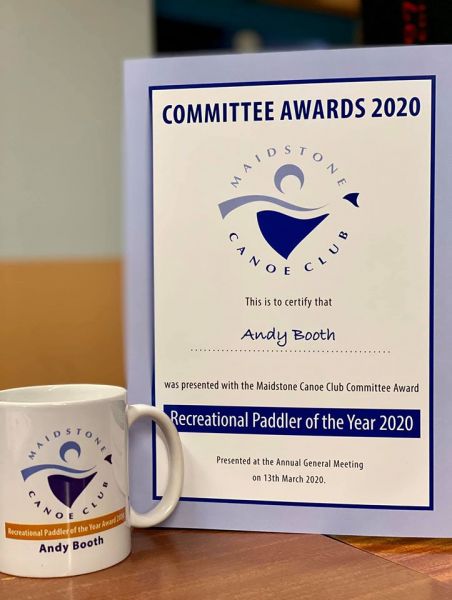 COMMITTEE AWARDS 2020
MAIDSTONE
CANOE CLUB
This is to certify that
Andy Booth
was presented with the Maidstone Canoe Club Committee Award
Recreational Paddler of the Year 2020
Presented at the Annual General Meeting
on 13th March 2020.
MAIDSTONE
CANOE CLUB
Recreational Paddler of the Year Award 2020
Andy Booth